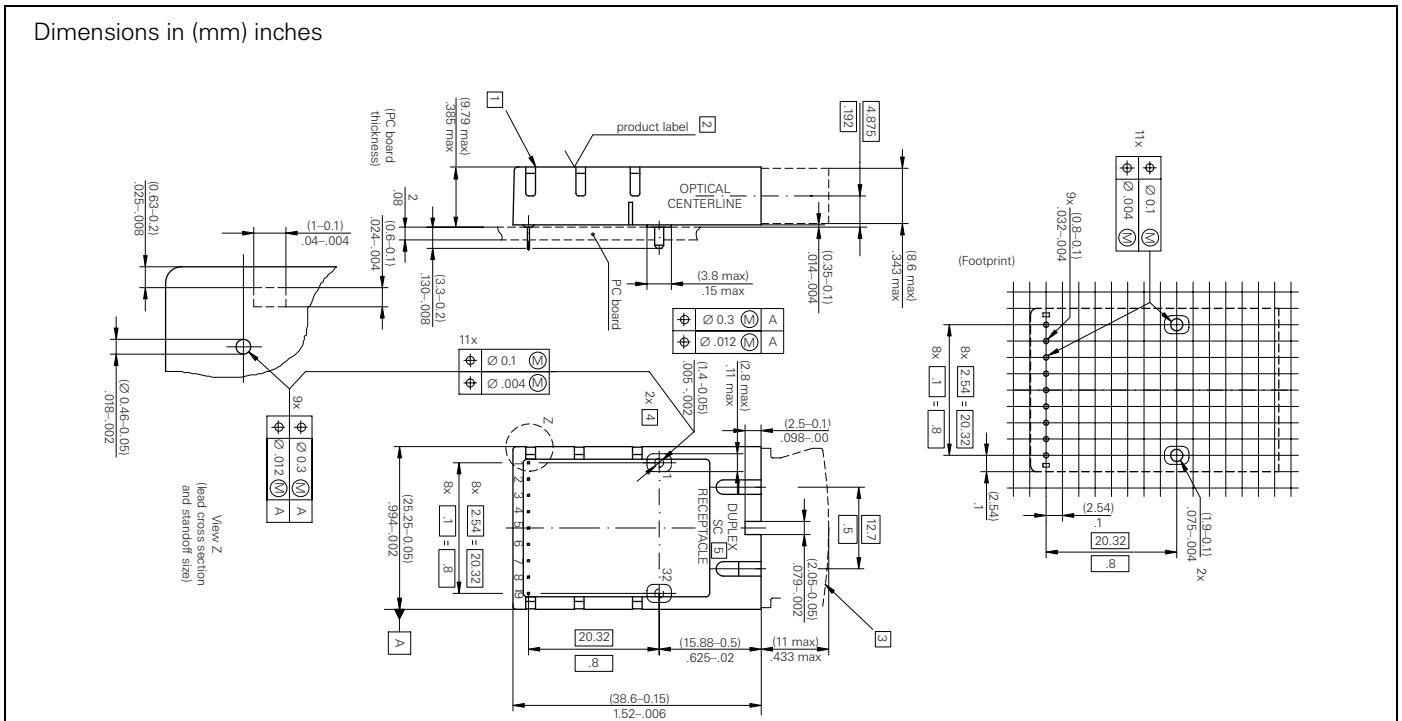 Dimensions in (mm) inches
1
(9.79 max)
.385 max
(PC board
thickness)
2
.08
(0.6–0.1)
.024–.004
(3.3–0.2)
.130–.008
product label 2
OPTICAL
CENTERLINE
PC board
(3.8 max)
.15 max
4.875
.192
(0.35–0.1)
.014–.004
(8.6 max)
.343 max
(0.63–0.2)
.025–.008
(1–0.1)
.04–.004
(Ø 0.46–0.05)
.018–.002
9x
Ø 0.3 M A
Ø .012 M A
View Z
(lead cross section
and standoff size)
11x
Ø 0.1 M
Ø .004 M
Ø 0.3 M A
Ø .012 M A
(1.4 -0.05)
.005 -.002
2x 4
(2.8 max)
.11 max
(2.5–0.1)
.098–.00
Z
1
2
3
4
5
6
7
8
9
1
32
RECEPTACLE
DUPLEX
SC 5
8x 2.54 = 20.32
8x .1 = .8
(25.25–0.05)
.994–.002
A
12.7
.5
(2.05–0.05)
.079–.002
3
20.32
.8
(15.88–0.5)
.625–.02
(11 max)
.433 max
(38.6–0.15)
1.52–.006
11x
Ø 0.1 M
Ø .004 M
9x (0.8–0.1)
.032–.004
(Footprint)
8x 2.54 = 20.32
8x .1 = .8
(2.54)
.1
(2.54)
.1
20.32
.8
(1.9–0.1)
.075–.004 2x